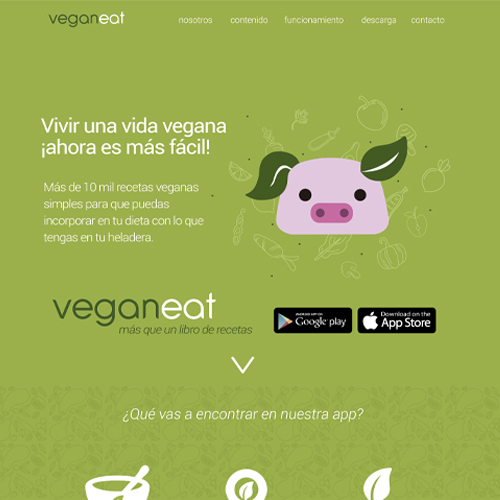 veganeat
nosotros contenido funcionamiento descarga contacto
Vivir una vida vegana
¡ahora es más fácil!
Más de 10 mil recetas veganas
simples para que puedas
incorporar en tu dieta con lo que
tengas en tu heladera.
veganeat
más que un libro de recetas
ANDROID APP ON
Google play
Download on the
App Store
¿Qué vas a encontrar en nuestra app?